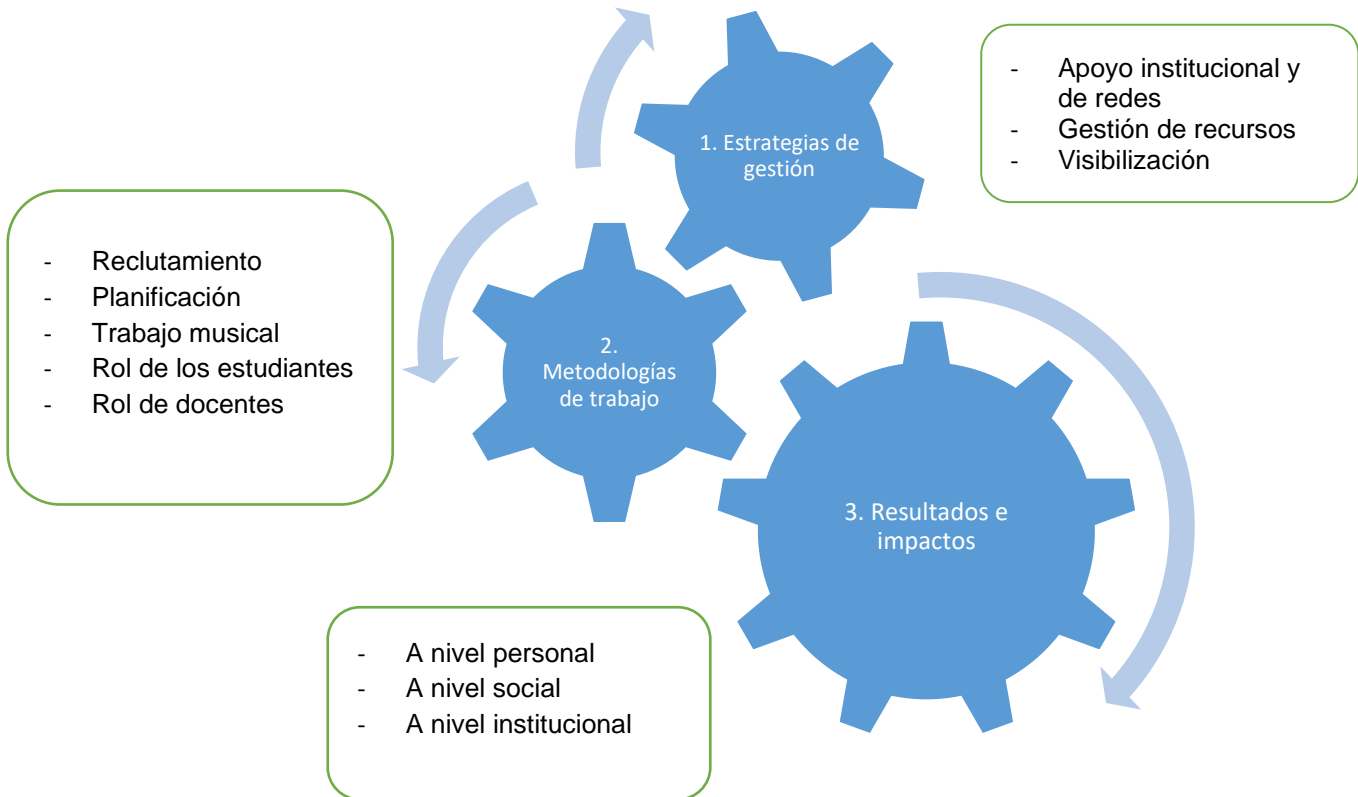 1. Estrategias de
gestión
- Apoyo institucional y
de redes
- Gestión de recursos
- Visibilización
2.
Metodologías
de trabajo
- Reclutamiento
- Planificación
- Trabajo musical
- Rol de los estudiantes
- Rol de docentes
3. Resultados e
impactos
- A nivel personal
- A nivel social
- A nivel institucional